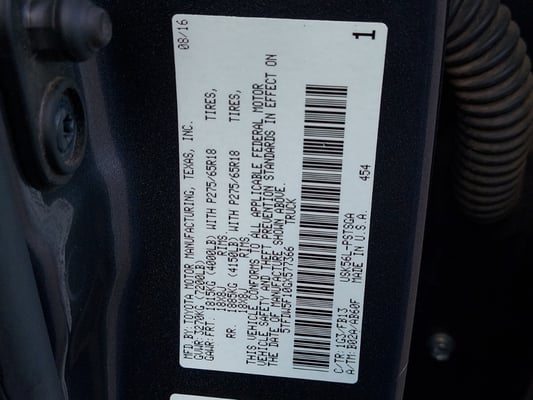 MFD.BY: TOYOTA MOTOR MANUFACTURING, TEXAS, INC. 08/16
GVWR: 3270KG (7200LB)
GAWR: FRT. 1815KG (4000LB) WITH P275/65R18 TIRES,
18X8J RIMS
RR. 1885KG (4150LB) WITH P275/65R18 TIRES,
18X8J RIMS
THIS VEHICLE CONFORMS TO ALL APPLICABLE FEDERAL MOTOR
VEHICLE SAFETY AND THEFT PREVENTION STANDARDS IN EFFECT ON
THE DATE OF MANUFACTURE SHOWN ABOVE.
5TFDW5F10GX577366 TRUCK
C/TR: 1G3/FB13 USK56L-PSTSGA 454
A/TM: B02A/AB60F MADE IN U.S.A. 1